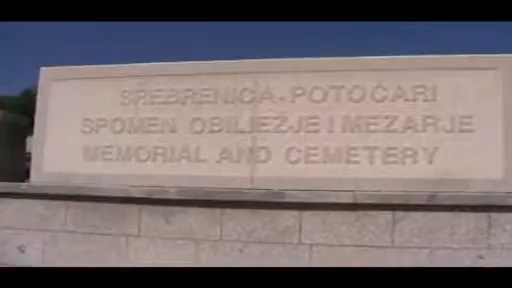 SREBRENICA - POTOČARI
SPOMEN OBILJEŽJE I MEZARJE
MEMORIAL AND CEMETERY